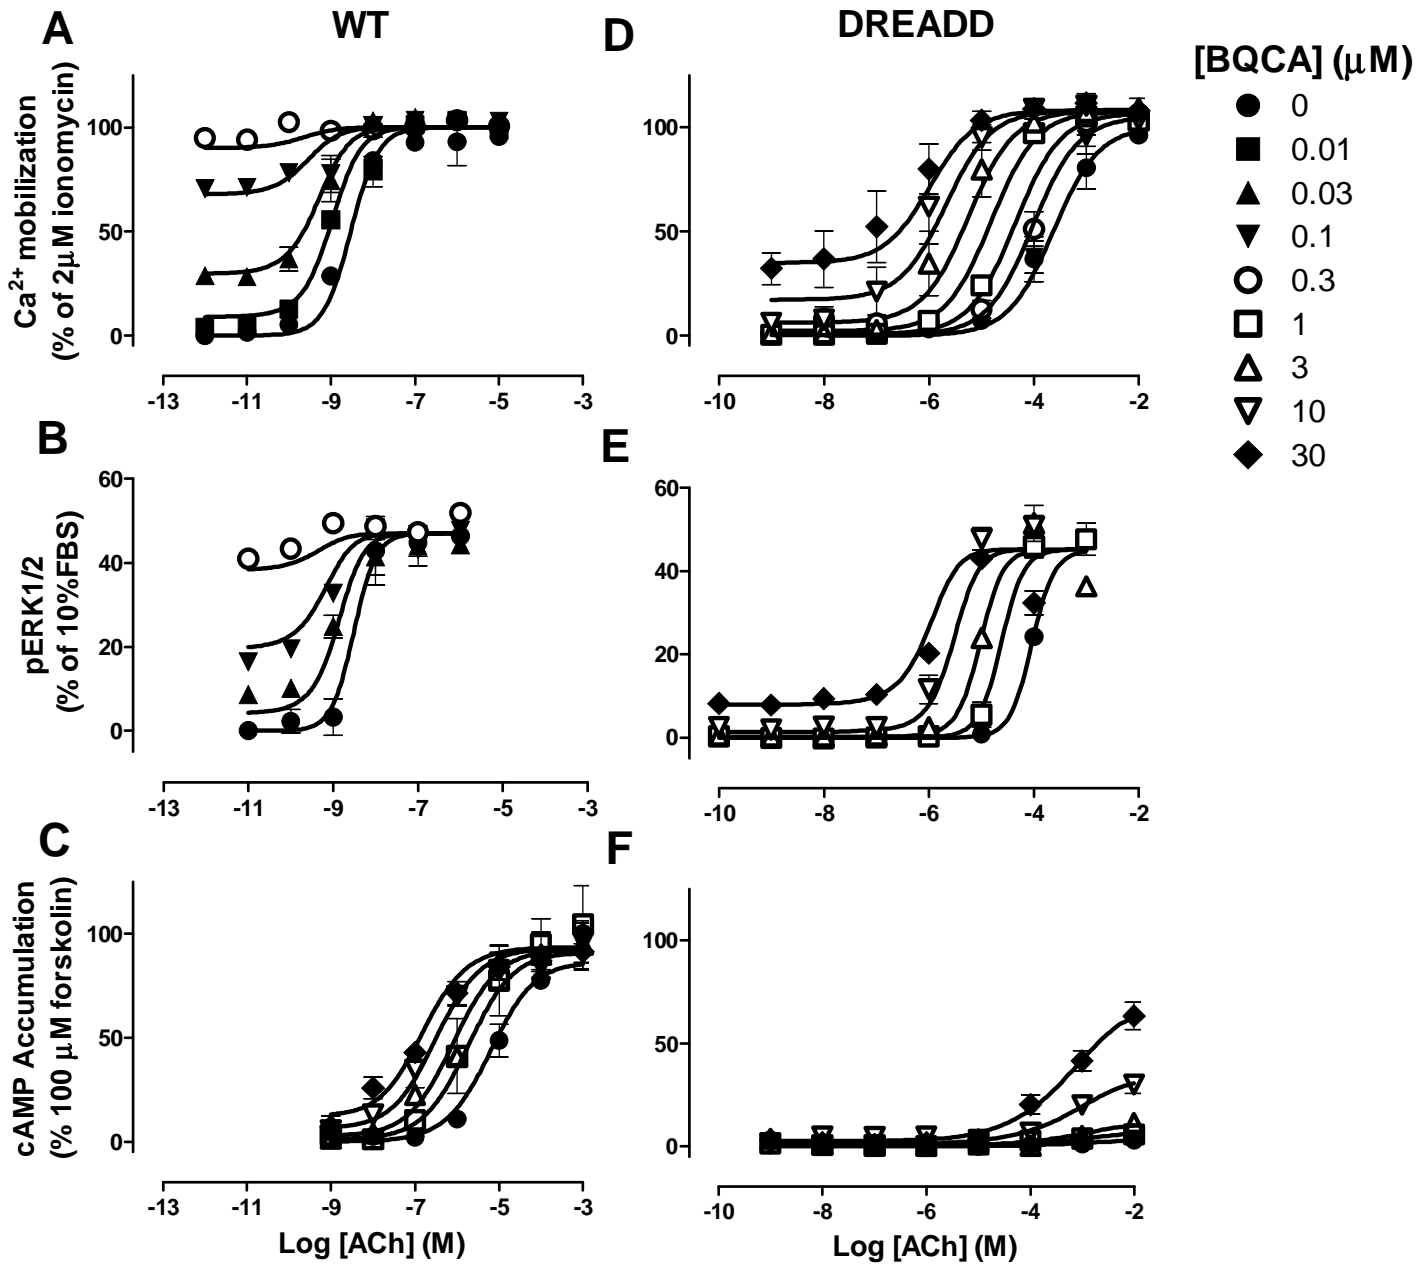 A
WT
D
DREADD
[BQCA] (μM)
0
0.01
0.03
0.1
0.3
1
3
10
30
Ca2+ mobilization
(% of 2μM ionomycin)
100
50
0
-13 -11 -9 -7 -5 -3
100
50
0
-10 -8 -6 -4 -2
B
E
pERK1/2
(% of 10%FBS)
60
40
20
0
-13 -11 -9 -7 -5 -3
60
40
20
0
-10 -8 -6 -4 -2
C
F
cAMP Accumulation
(% 100 μM forskolin)
100
50
0
-13 -11 -9 -7 -5 -3
Log [ACh] (M)
100
50
0
-10 -8 -6 -4 -2
Log [ACh] (M)